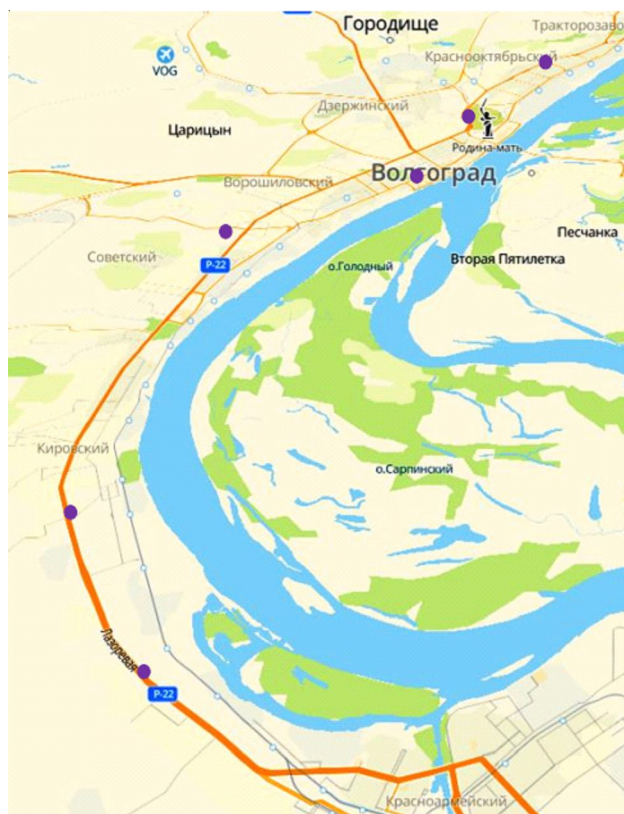 Городище
Тракторозаво
Краснооктябрьский
VOG
Дзержинский
Царицын
Родина-мать
Волгоград
Ворошиловский
Песчанка
Советский
Р-22
о.Голодный
Вторая Пятилетка
Кировский
о.Сарпинский
Лазоревая
Р-22
Красноармейский